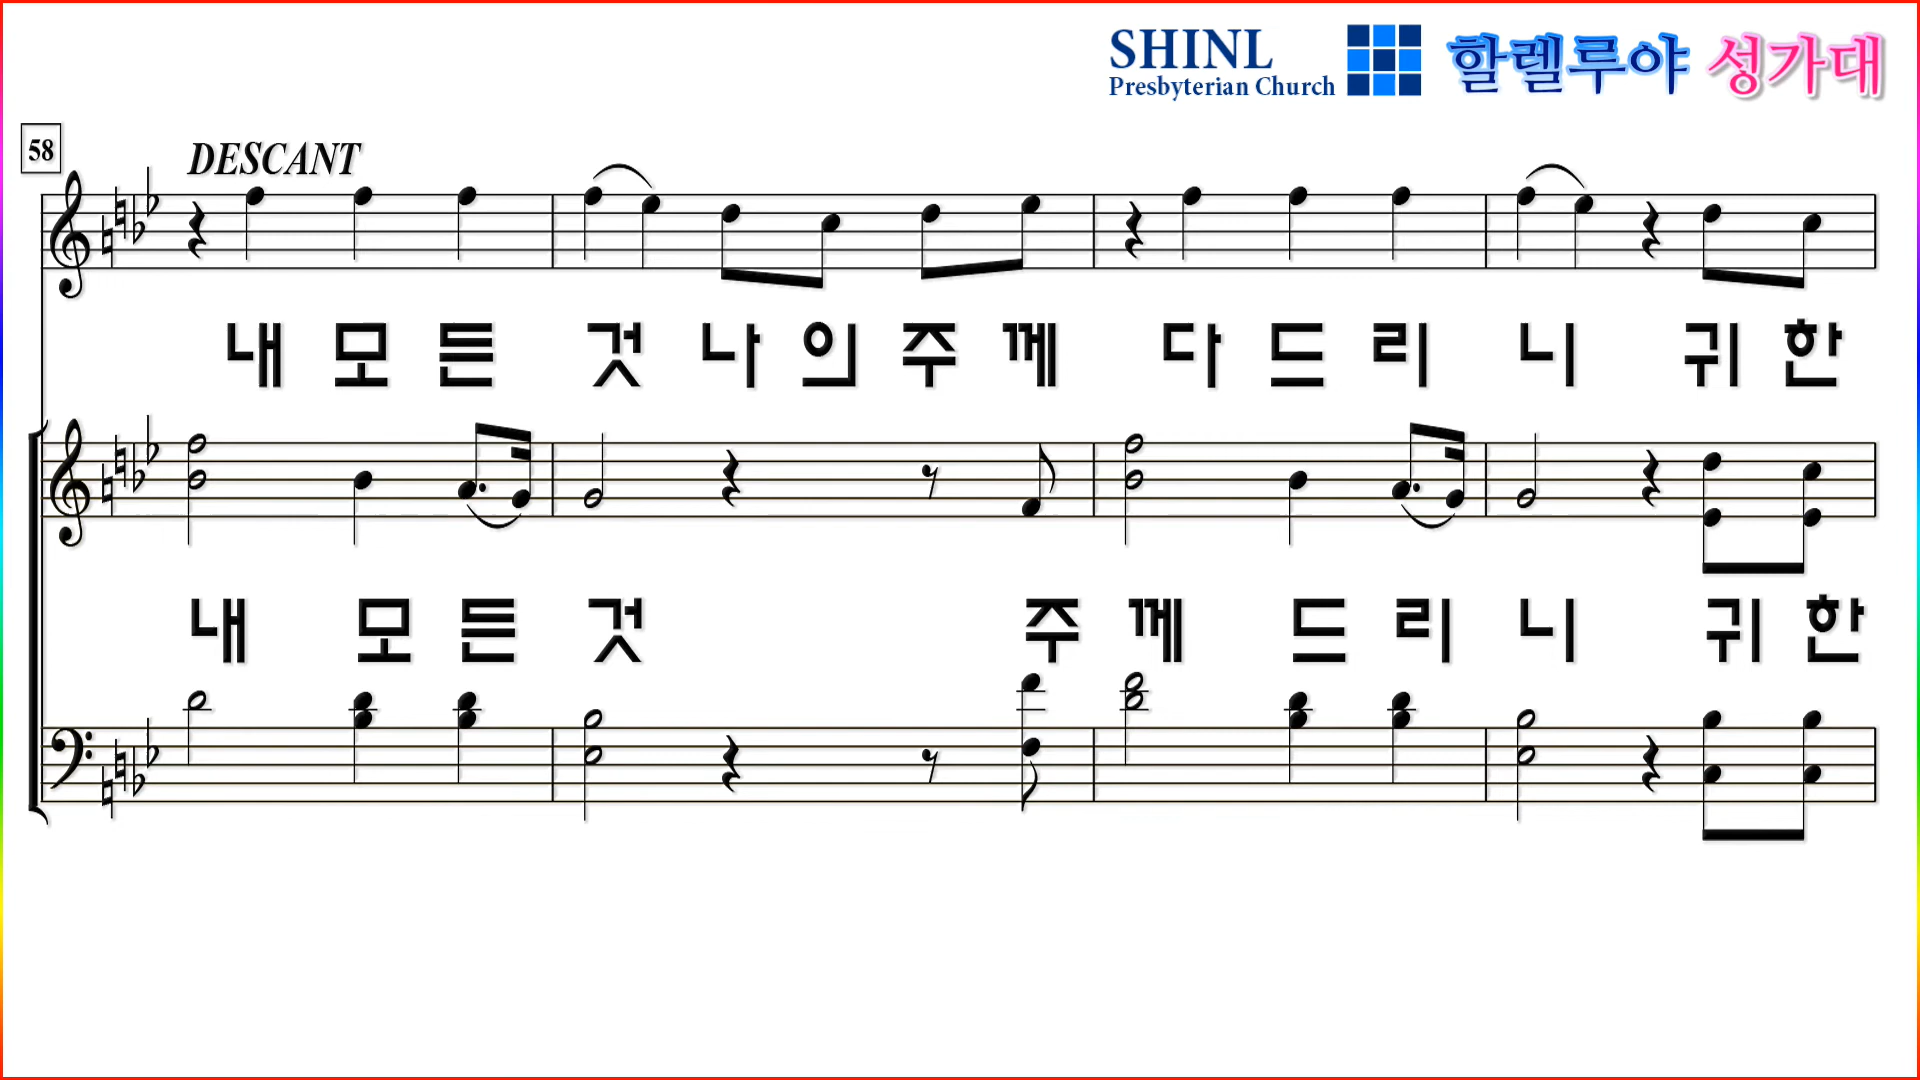 SHINL
Presbyterian Church
할렐루야 성가대
58
DESCANT
내 모 든 것 나 의 주 께 다 드 리 니 귀 한
내 모 든 것 주 께 드 리 니 귀 한